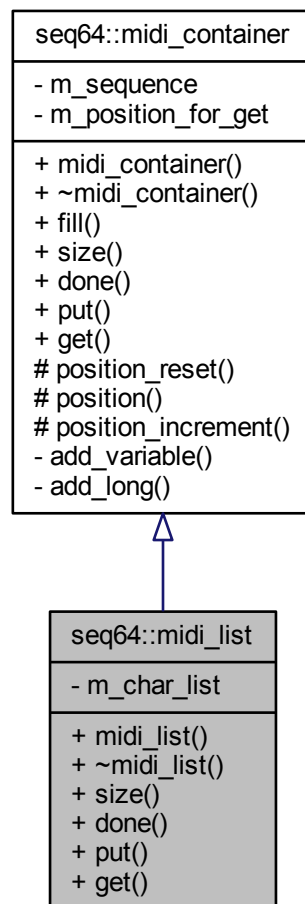 seq64::midi_container
- m_sequence
- m_position_for_get
+ midi_container()
+ ~midi_container()
+ fill()
+ size()
+ done()
+ put()
+ get()
# position_reset()
# position()
# position_increment()
- add_variable()
- add_long()
seq64::midi_list
- m_char_list
+ midi_list()
+ ~midi_list()
+ size()
+ done()
+ put()
+ get()